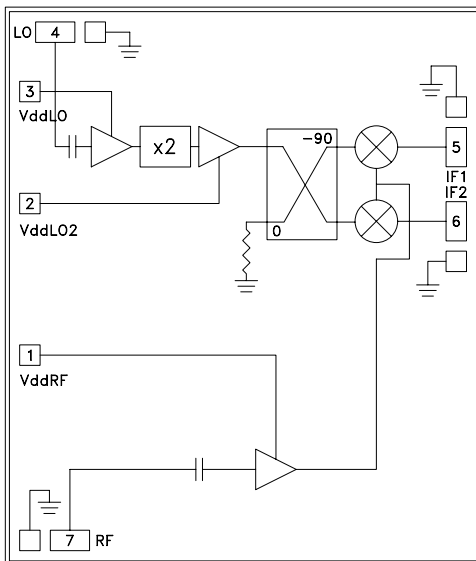 LO 4
3
VddLO
x2
-90
5
IF1
IF2
2
VddLO2
0
6
1
VddRF
7 RF